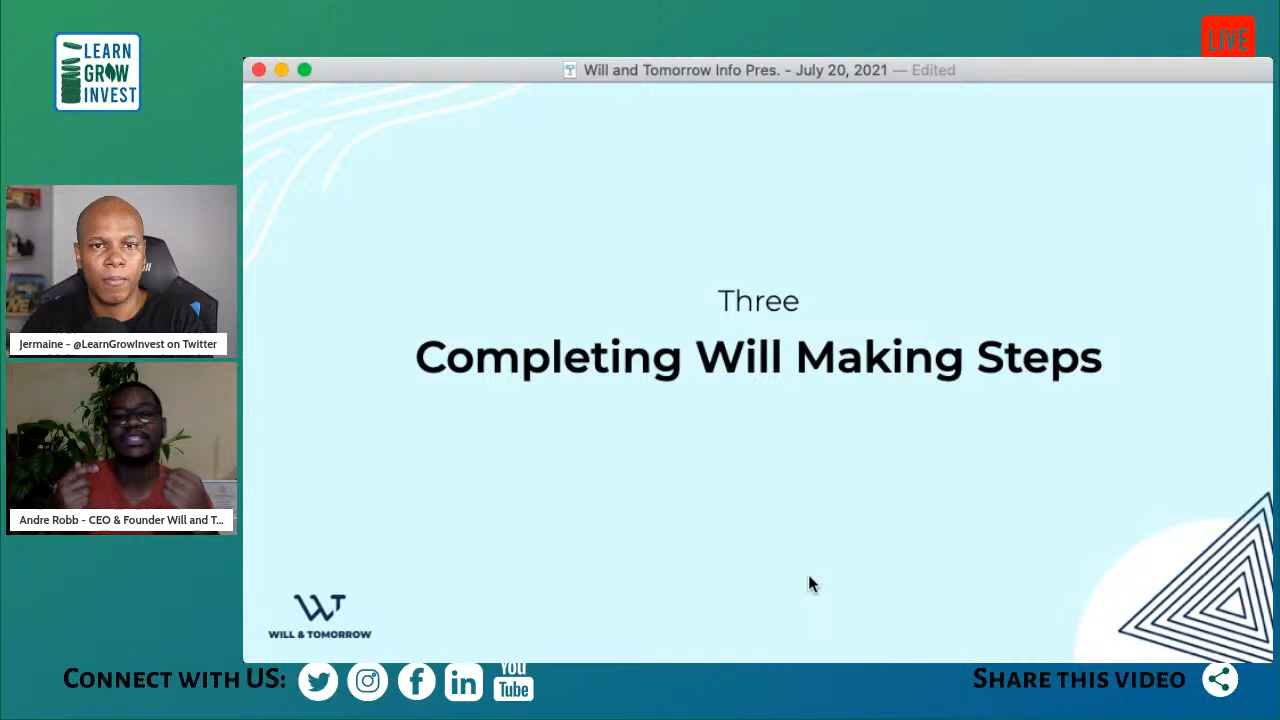 LEARN
GROW
INVEST
LIVE
Will and Tomorrow Info Pres. - July 20, 2021 — Edited
Jermaine - @LearnGrowInvest on Twitter
Andre Robb - CEO & Founder Will and T...
Three
Completing Will Making Steps
WT
WILL & TOMORROW
CONNECT WITH US:
You
Tube
SHARE THIS VIDEO